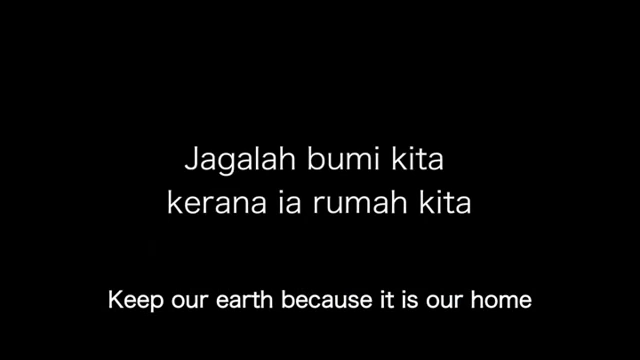 Jagalah bumi kita
kerana ia rumah kita
Keep our earth because it is our home